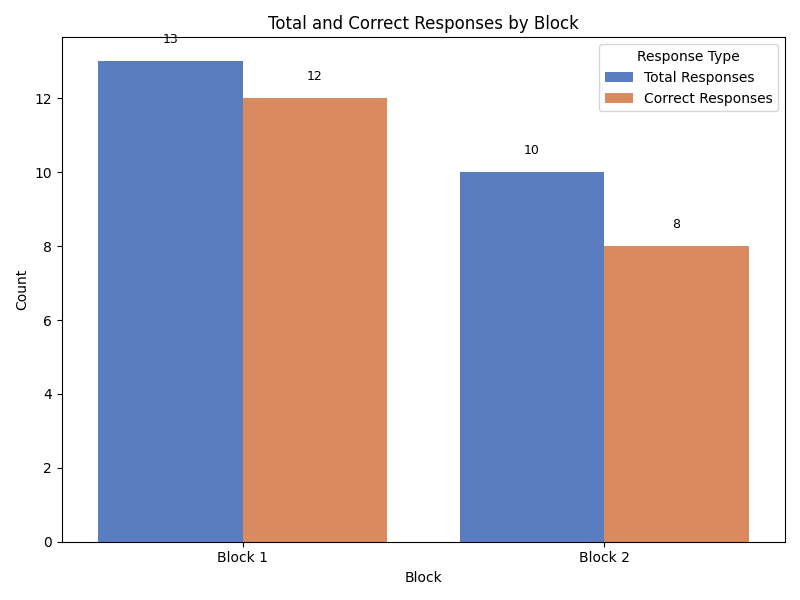 Total and Correct Responses by Block
13
12
10
8
Response Type
Total Responses
Correct Responses
Count
12
10
8
6
4
2
0
Block 1
Block 2
Block